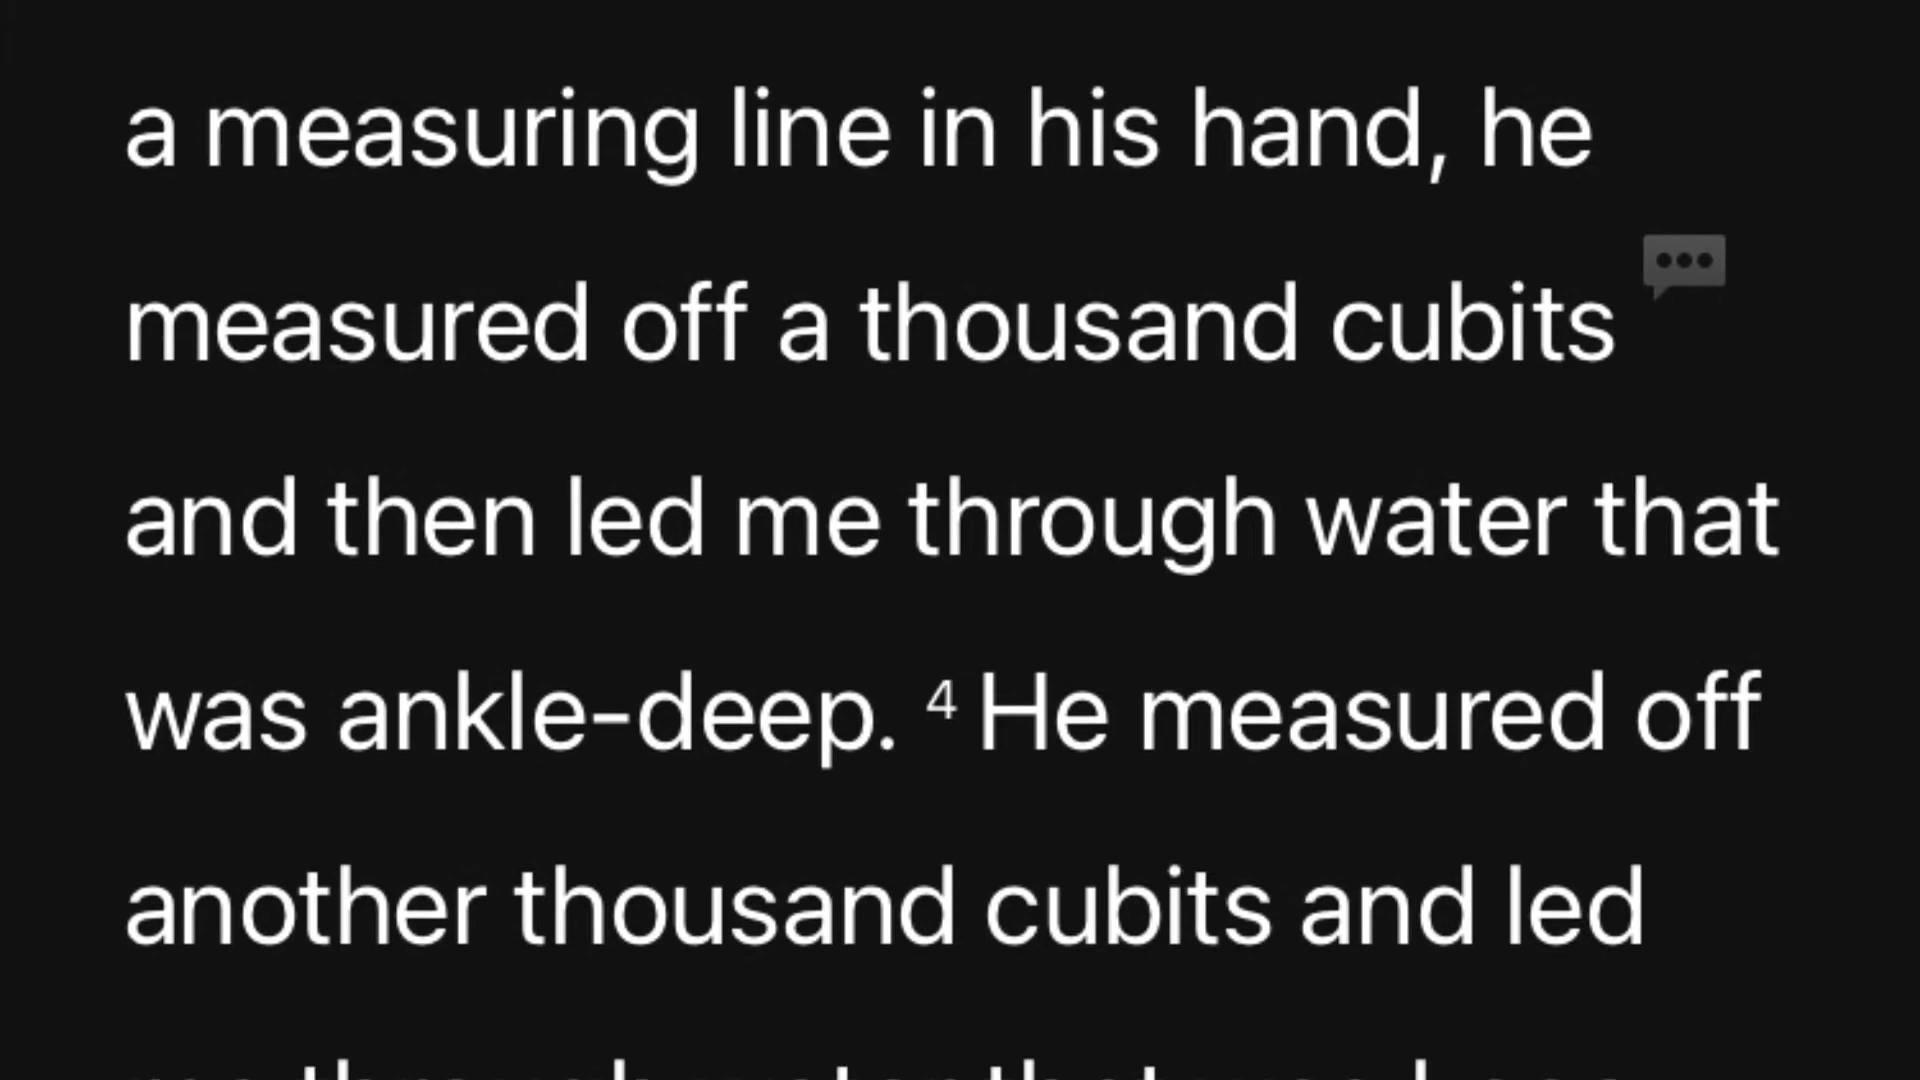 a measuring line in his hand, he
measured off a thousand cubits
and then led me through water that
was ankle-deep. 4 He measured off
another thousand cubits and led